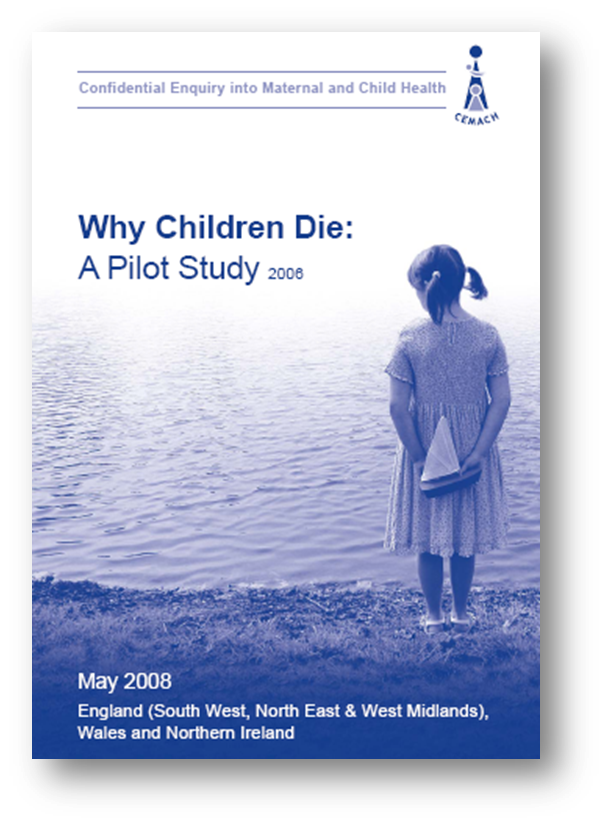 Confidential Enquiry into Maternal and Child Health
CEMACH
Why Children Die:
A Pilot Study 2006
May 2008
England (South West, North East & West Midlands),
Wales and Northern Ireland